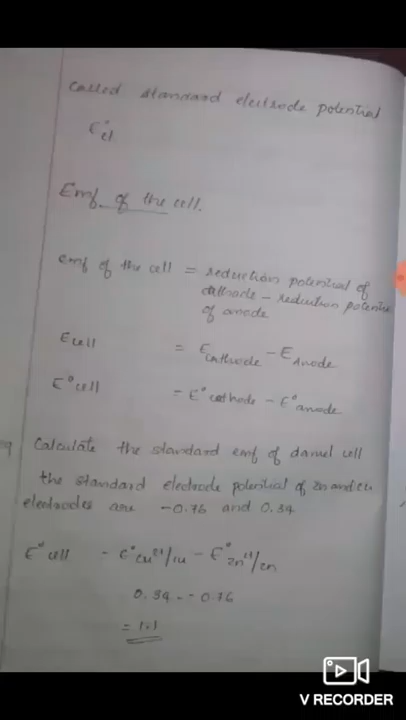 called standard electrode potential
E°el
Emf of the cell.
emf of the cell = reduction potential of
cathode - reduction potentia
of anode
Ecell = Ecathode - EAnode
E°cell = E°cathode - E°anode
Calculate the standard emf of daniel cell
the standard electrode potential of Zn and cu
electrodes are -0.76 and 0.34
E°cell - E°cu²⁺/cu - E°zn²⁺/zn
0.34 - - 0.76
= 1.1
V RECORDER